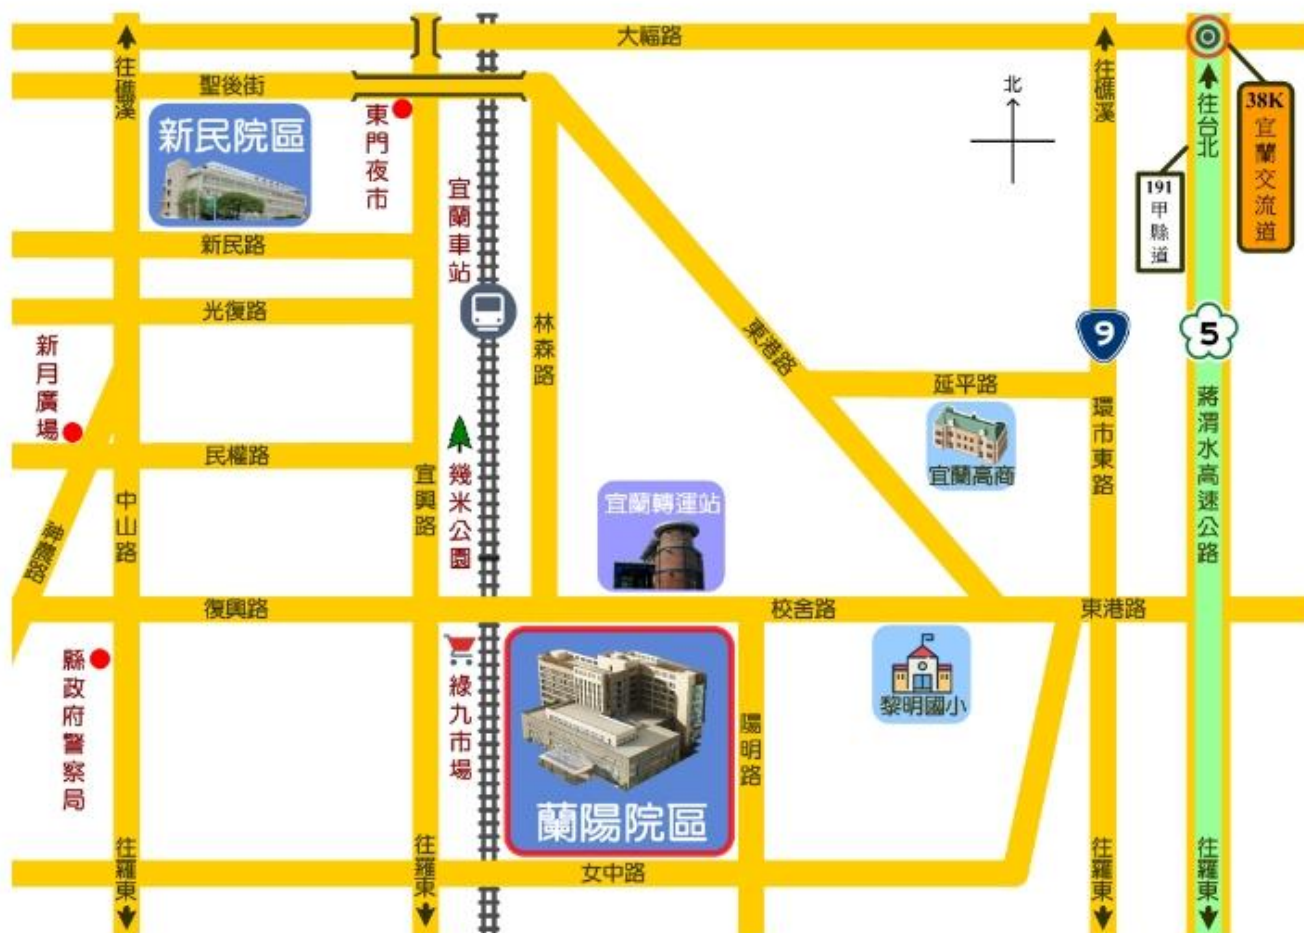 大福路
往礁溪
聖後街
新民院區
東門夜市
宜蘭車站
北
往礁溪
往台北
38K
宜蘭交流道
191
甲縣道
新民路
光復路
林森路
東港路
9
5
新月廣場
延平路
宜蘭高商
環市東路
蔣渭水高速公路
民權路
中山路
宜興路
幾米公園
宜蘭轉運站
神農路
復興路
校舍路
東港路
縣政府警察局
綠九市場
蘭陽院區
陽明路
黎明國小
女中路
往羅東
往羅東
往羅東
往羅東